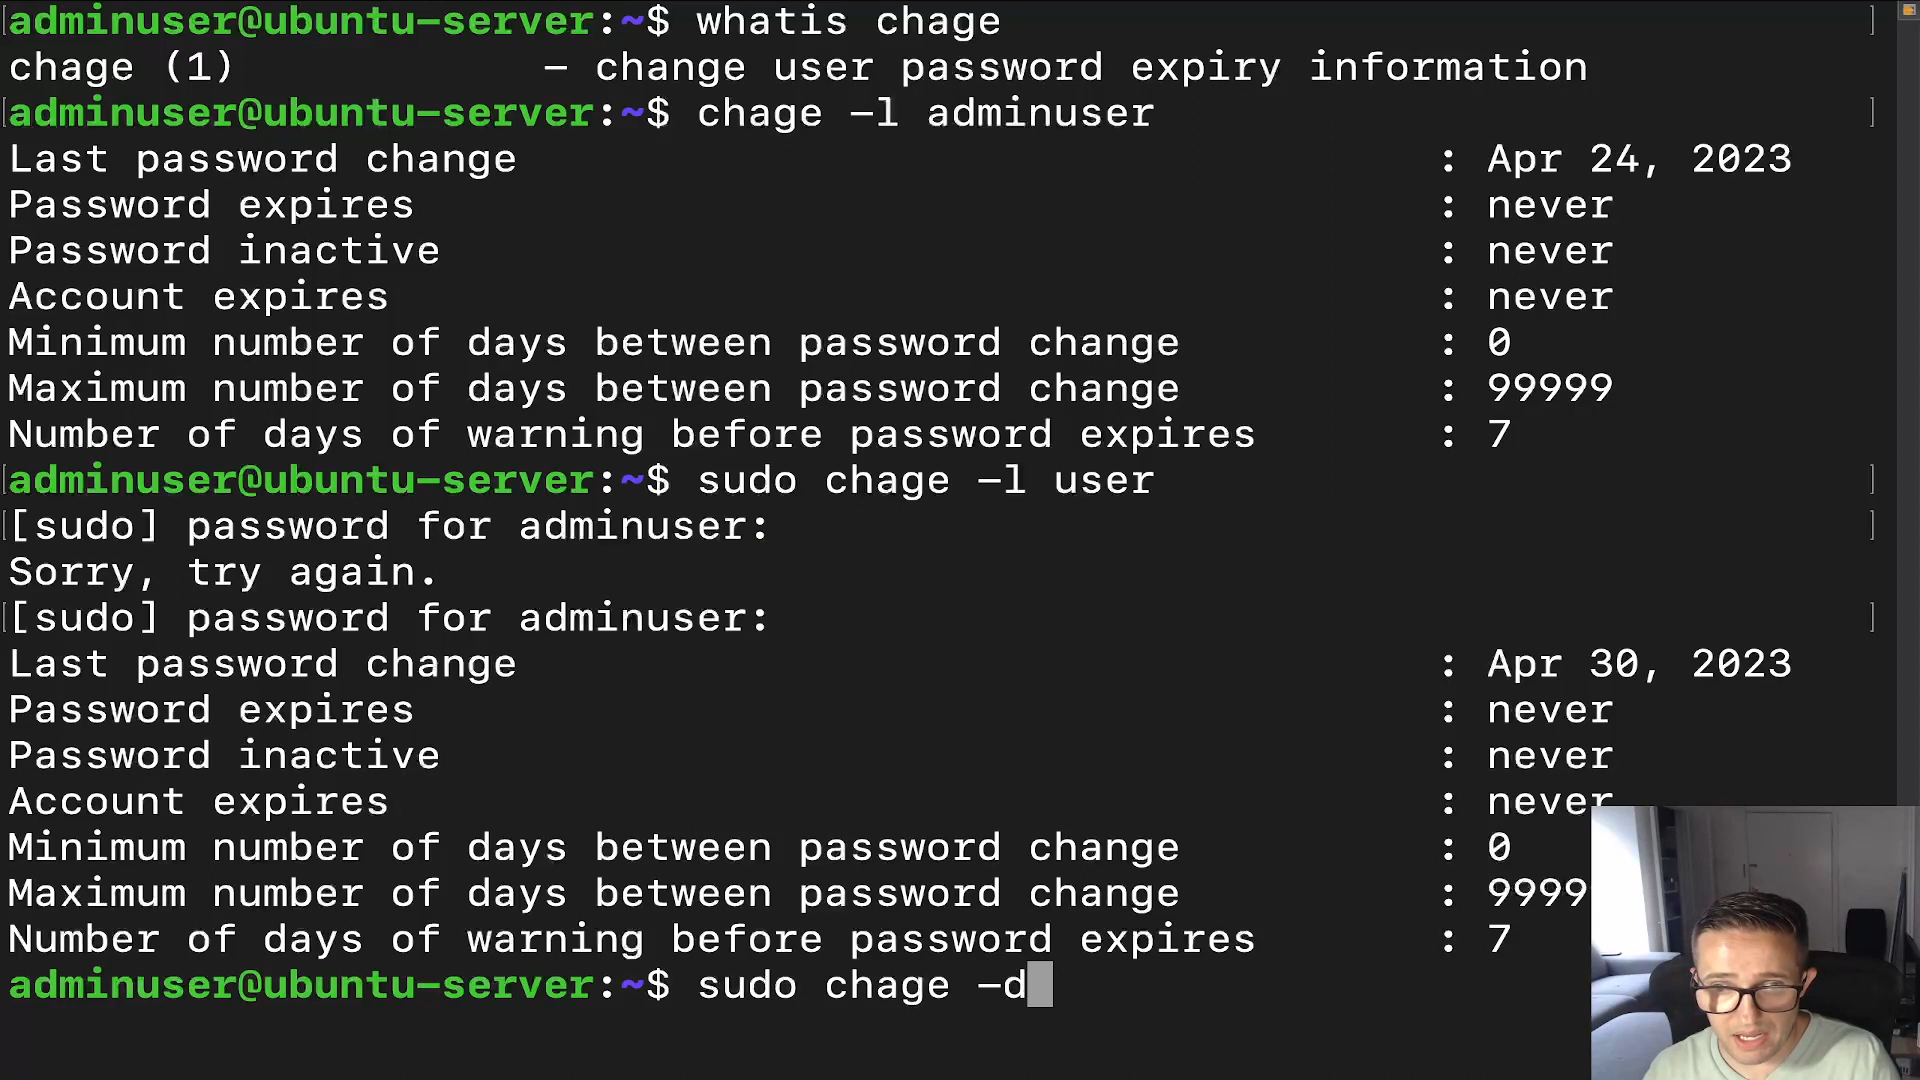 adminuser@ubuntu-server:~$ whatis chage
chage (1)            - change user password expiry information
adminuser@ubuntu-server:~$ chage -l adminuser
Last password change : Apr 24, 2023
Password expires : never
Password inactive : never
Account expires : never
Minimum number of days between password change : 0
Maximum number of days between password change : 99999
Number of days of warning before password expires : 7
adminuser@ubuntu-server:~$ sudo chage -l user
[sudo] password for adminuser:
Sorry, try again.
[sudo] password for adminuser:
Last password change : Apr 30, 2023
Password expires : never
Password inactive : never
Account expires : never
Minimum number of days between password change : 0
Maximum number of days between password change : 9999
Number of days of warning before password expires : 7
adminuser@ubuntu-server:~$ sudo chage -d